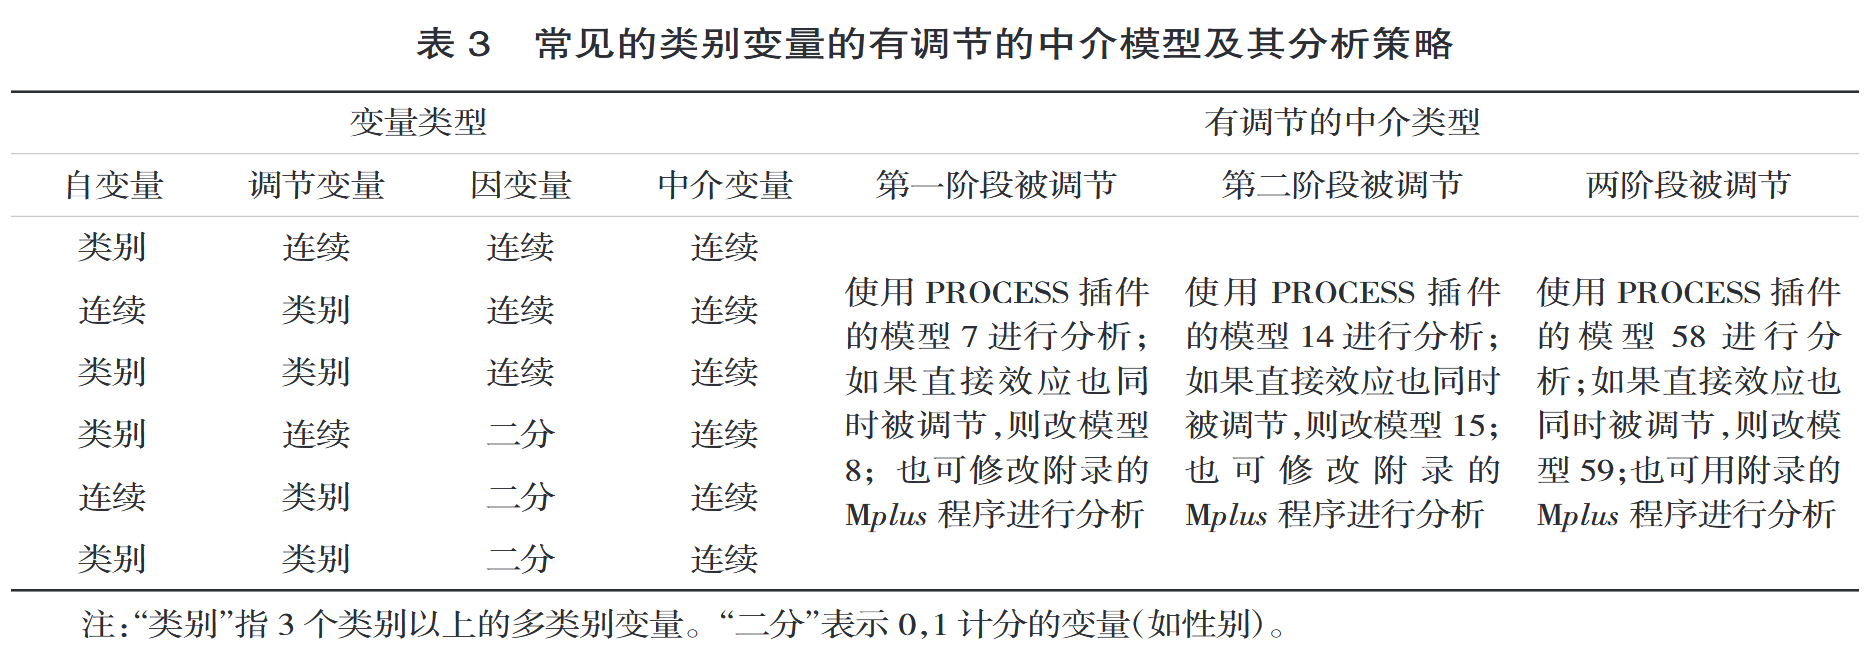 表 3 常见的类别变量的有调节的中介模型及其分析策略
变量类型 有调节的中介类型
自变量 调节变量 因变量 中介变量 第一阶段被调节 第二阶段被调节 两阶段被调节
类别 连续 连续 连续
连续 类别 连续 连续
类别 类别 连续 连续
类别 连续 二分 连续
连续 类别 二分 连续
类别 类别 二分 连续
使用 PROCESS 插件
的模型 7 进行分析；
如果直接效应也同
时被调节，则改模型
8；也可修改附录的
Mplus 程序进行分析
使用 PROCESS 插件
的模型 14 进行分析；
如果直接效应也同时
被调节，则改模型 15；
也可修改附录的
Mplus 程序进行分析
使用 PROCESS 插件
的模型 58 进行分
析；如果直接效应也
同时被调节，则改模
型 59；也可用附录的
Mplus 程序进行分析
注：“类别”指 3 个类别以上的多类别变量。“二分”表示 0，1 计分的变量（如性别）。